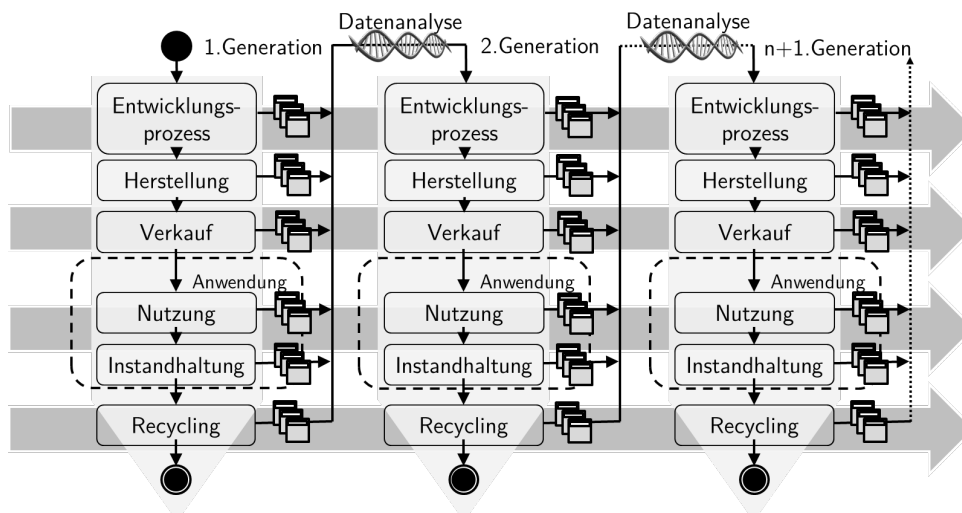 Datenanalyse
Datenanalyse
1.Generation
2.Generation
n+1.Generation
Entwicklungs-
prozess
Herstellung
Verkauf
Anwendung
Nutzung
Instandhaltung
Recycling
Entwicklungs-
prozess
Herstellung
Verkauf
Anwendung
Nutzung
Instandhaltung
Recycling
Entwicklungs-
prozess
Herstellung
Verkauf
Anwendung
Nutzung
Instandhaltung
Recycling